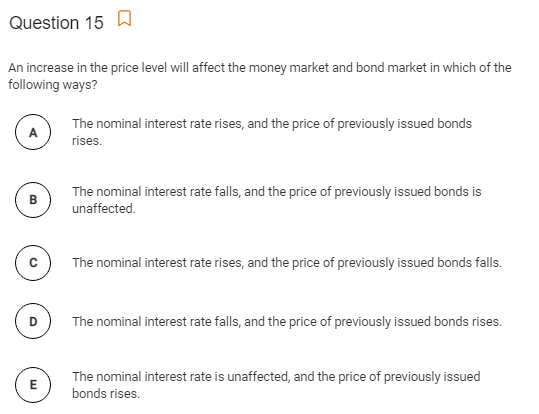 Question 15
An increase in the price level will affect the money market and bond market in which of the
following ways?
A
The nominal interest rate rises, and the price of previously issued bonds
rises.
B
The nominal interest rate falls, and the price of previously issued bonds is
unaffected.
C
The nominal interest rate rises, and the price of previously issued bonds falls.
D
The nominal interest rate falls, and the price of previously issued bonds rises.
E
The nominal interest rate is unaffected, and the price of previously issued
bonds rises.